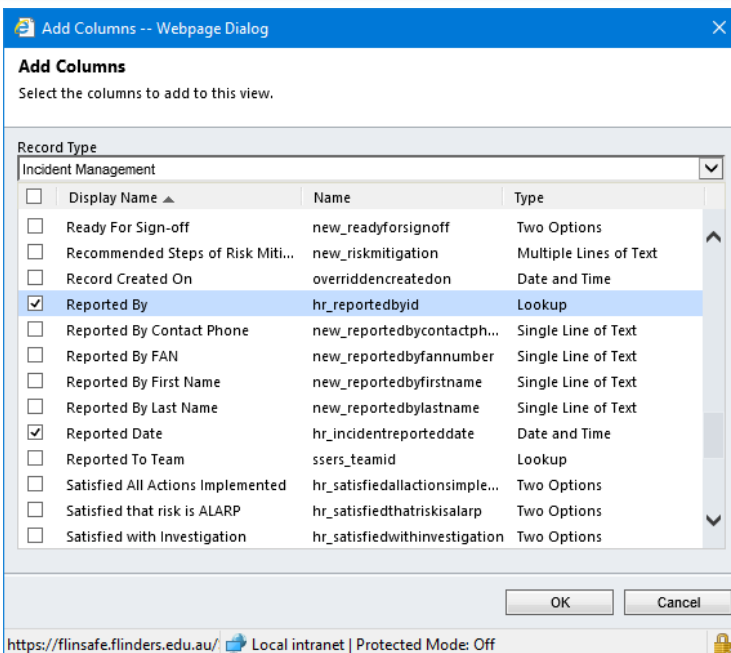 Add Columns -- Webpage Dialog
Add Columns
Select the columns to add to this view.
Record Type
Incident Management
Display Name Name Type
Ready For Sign-off new_readyforsignoff Two Options
Recommended Steps of Risk Miti... new_riskmitigation Multiple Lines of Text
Record Created On overriddencreatedon Date and Time
Reported By hr_reportedbyid Lookup
Reported By Contact Phone new_reportedbycontactph... Single Line of Text
Reported By FAN new_reportedbyfannumber Single Line of Text
Reported By First Name new_reportedbyfirstname Single Line of Text
Reported By Last Name new_reportedbylastname Single Line of Text
Reported Date hr_incidentreporteddate Date and Time
Reported To Team ssers_teamid Lookup
Satisfied All Actions Implemented hr_satisfiedallactionsimple... Two Options
Satisfied that risk is ALARP hr_satisfiedthatriskisalarp Two Options
Satisfied with Investigation hr_satisfiedwithinvestigation Two Options
OK Cancel
https://flinsafe.flinders.edu.au/ Local intranet | Protected Mode: Off